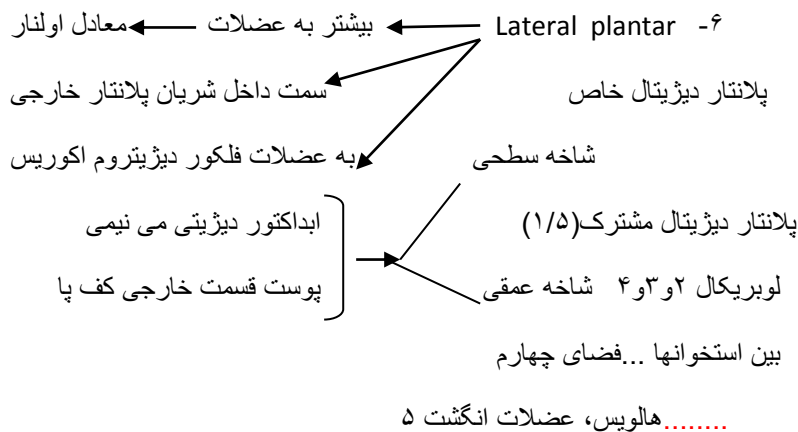 ۶- Lateral plantar بیشتر به عضلات معادل اولنار
پلانتار دیژیتال خاص سمت داخل شریان پلانتار خارجی
شاخه سطحی به عضلات فلکور دیژیتروم اکوریس
پلانتار دیژیتال مشترک(۱/۵) ابداکتور دیژیتی می نیمی
لوبریکال ۲و۳و۴ شاخه عمقی پوست قسمت خارجی کف پا
بین استخوانها ...فضای چهارم
........هالویس، عضلات انگشت ۵